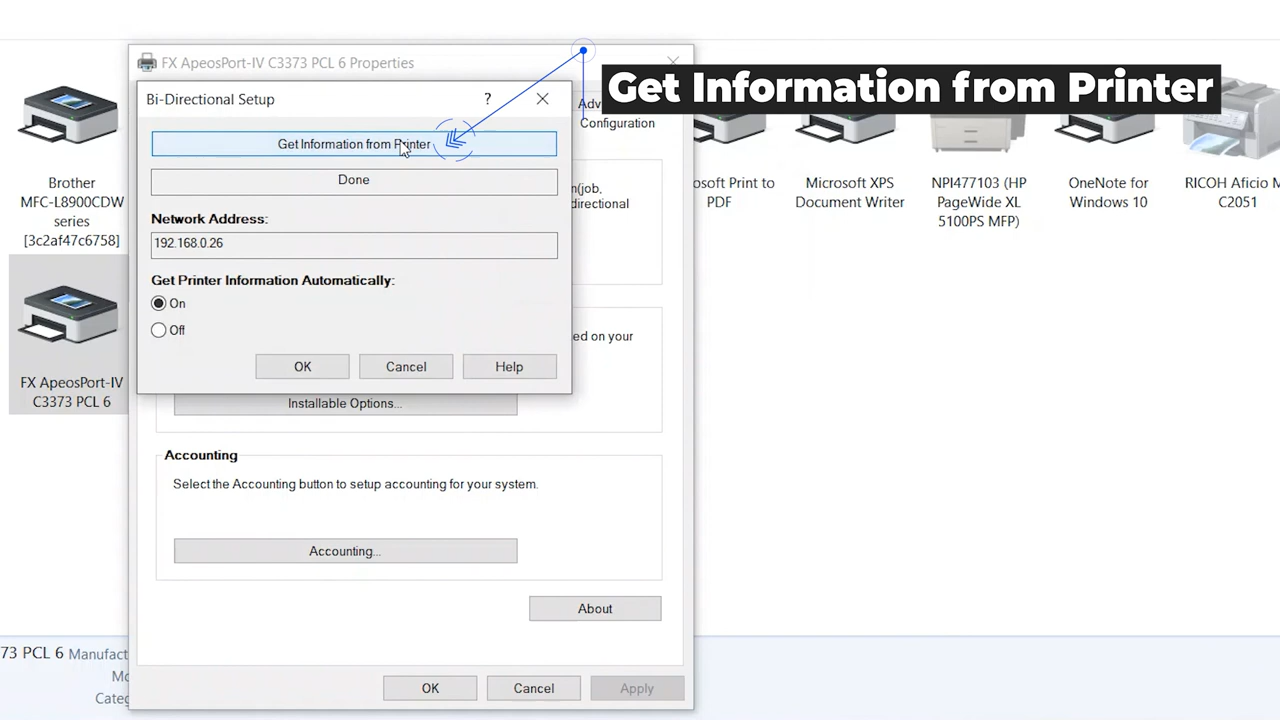 Get Information from Printer
FX ApeosPort-IV C3373 PCL 6 Properties
Bi-Directional Setup
?
Get Information from Printer
Done
Network Address:
192.168.0.26
Get Printer Information Automatically:
On
Off
OK
Cancel
Help
Configuration
(job,
directional
ed on your
Installable Options...
Accounting
Select the Accounting button to setup accounting for your system.
Accounting...
About
OK
Cancel
Apply
Brother
MFC-L8900CDW
series
[3c2af47c6758]
FX ApeosPort-IV
C3373 PCL 6
osoft Print to
PDF
Microsoft XPS
Document Writer
NPI477103 (HP
PageWide XL
5100PS MFP)
OneNote for
Windows 10
RICOH Aficio M
C2051
73 PCL 6
Manufact
Mo
Categ